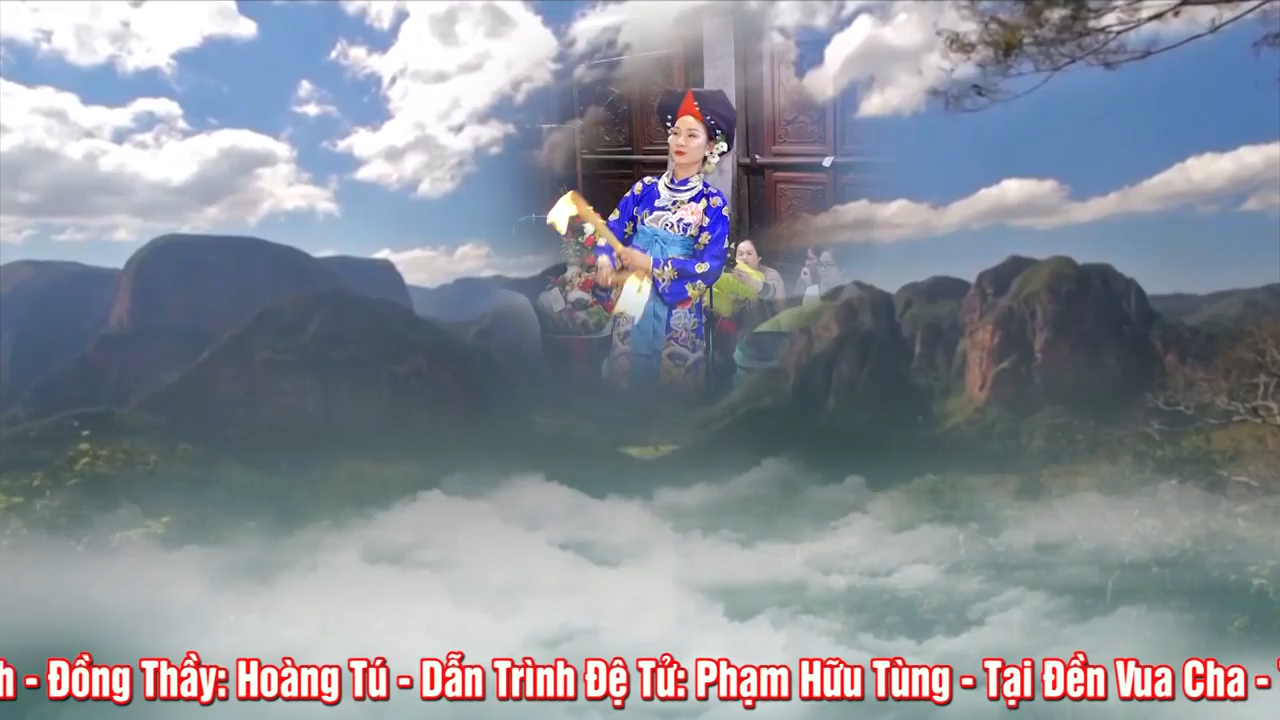 - Đồng Thầy: Hoàng Tú - Dẫn Trình Đệ Tử: Phạm Hữu Tùng - Tại Đền Vua Cha -